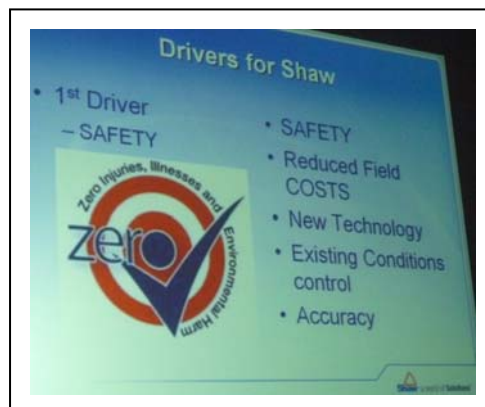 Drivers for Shaw
• 1st Driver
– SAFETY
Zero Injuries, Illnesses and
Environmental Harm
zero
• SAFETY
• Reduced Field
COSTS
• New Technology
• Existing Conditions
control
• Accuracy
Shaw